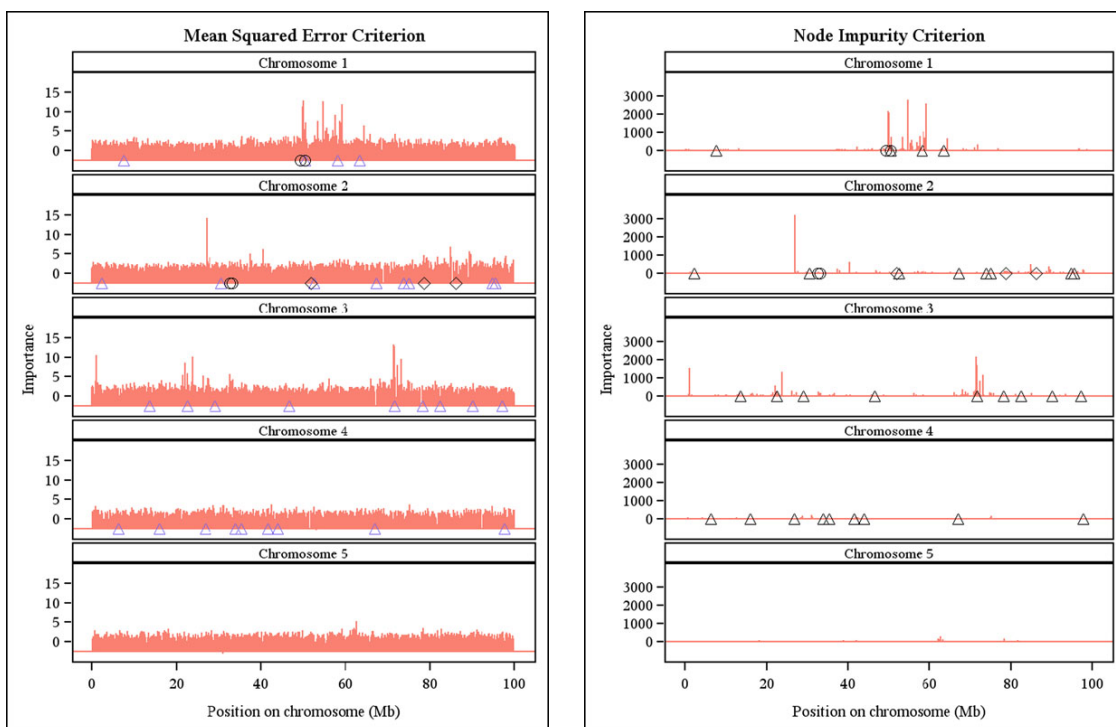 Mean Squared Error Criterion
Chromosome 1
15
10
5
0
Chromosome 2
15
10
5
0
Chromosome 3
15
10
5
0
Chromosome 4
15
10
5
0
Chromosome 5
15
10
5
0
Importance
0 20 40 60 80 100
Position on chromosome (Mb)
Node Impurity Criterion
Chromosome 1
3000
2000
1000
0
Chromosome 2
3000
2000
1000
0
Chromosome 3
3000
2000
1000
0
Chromosome 4
3000
2000
1000
0
Chromosome 5
3000
2000
1000
0
Importance
0 20 40 60 80 100
Position on chromosome (Mb)